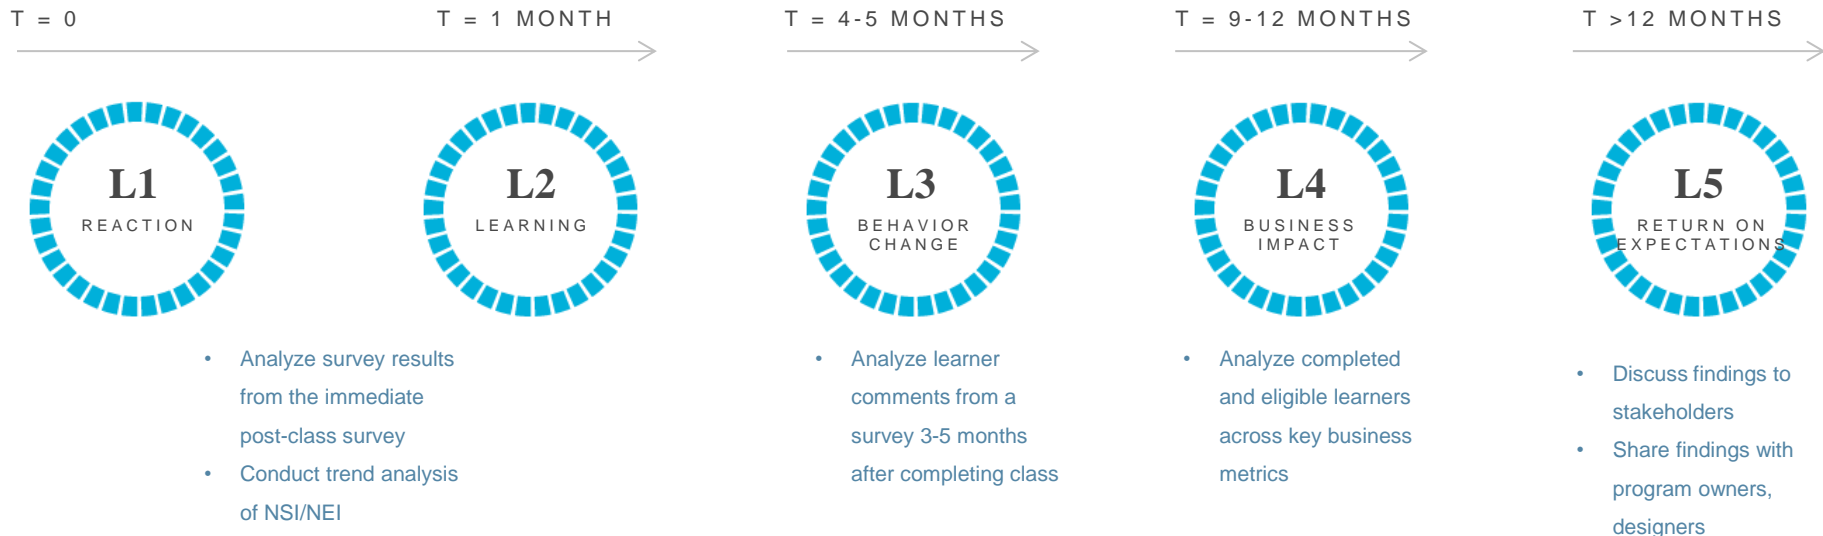 T = 0
T = 1 MONTH
T = 4-5 MONTHS
T = 9-12 MONTHS
T >12 MONTHS
L1
REACTION
L2
LEARNING
L3
BEHAVIOR
CHANGE
L4
BUSINESS
IMPACT
L5
RETURN ON
EXPECTATIONS
• Analyze survey results
from the immediate
post-class survey
• Conduct trend analysis
of NSI/NEI
• Analyze learner
comments from a
survey 3-5 months
after completing class
• Analyze completed
and eligible learners
across key business
metrics
• Discuss findings to
stakeholders
• Share findings with
program owners,
designers